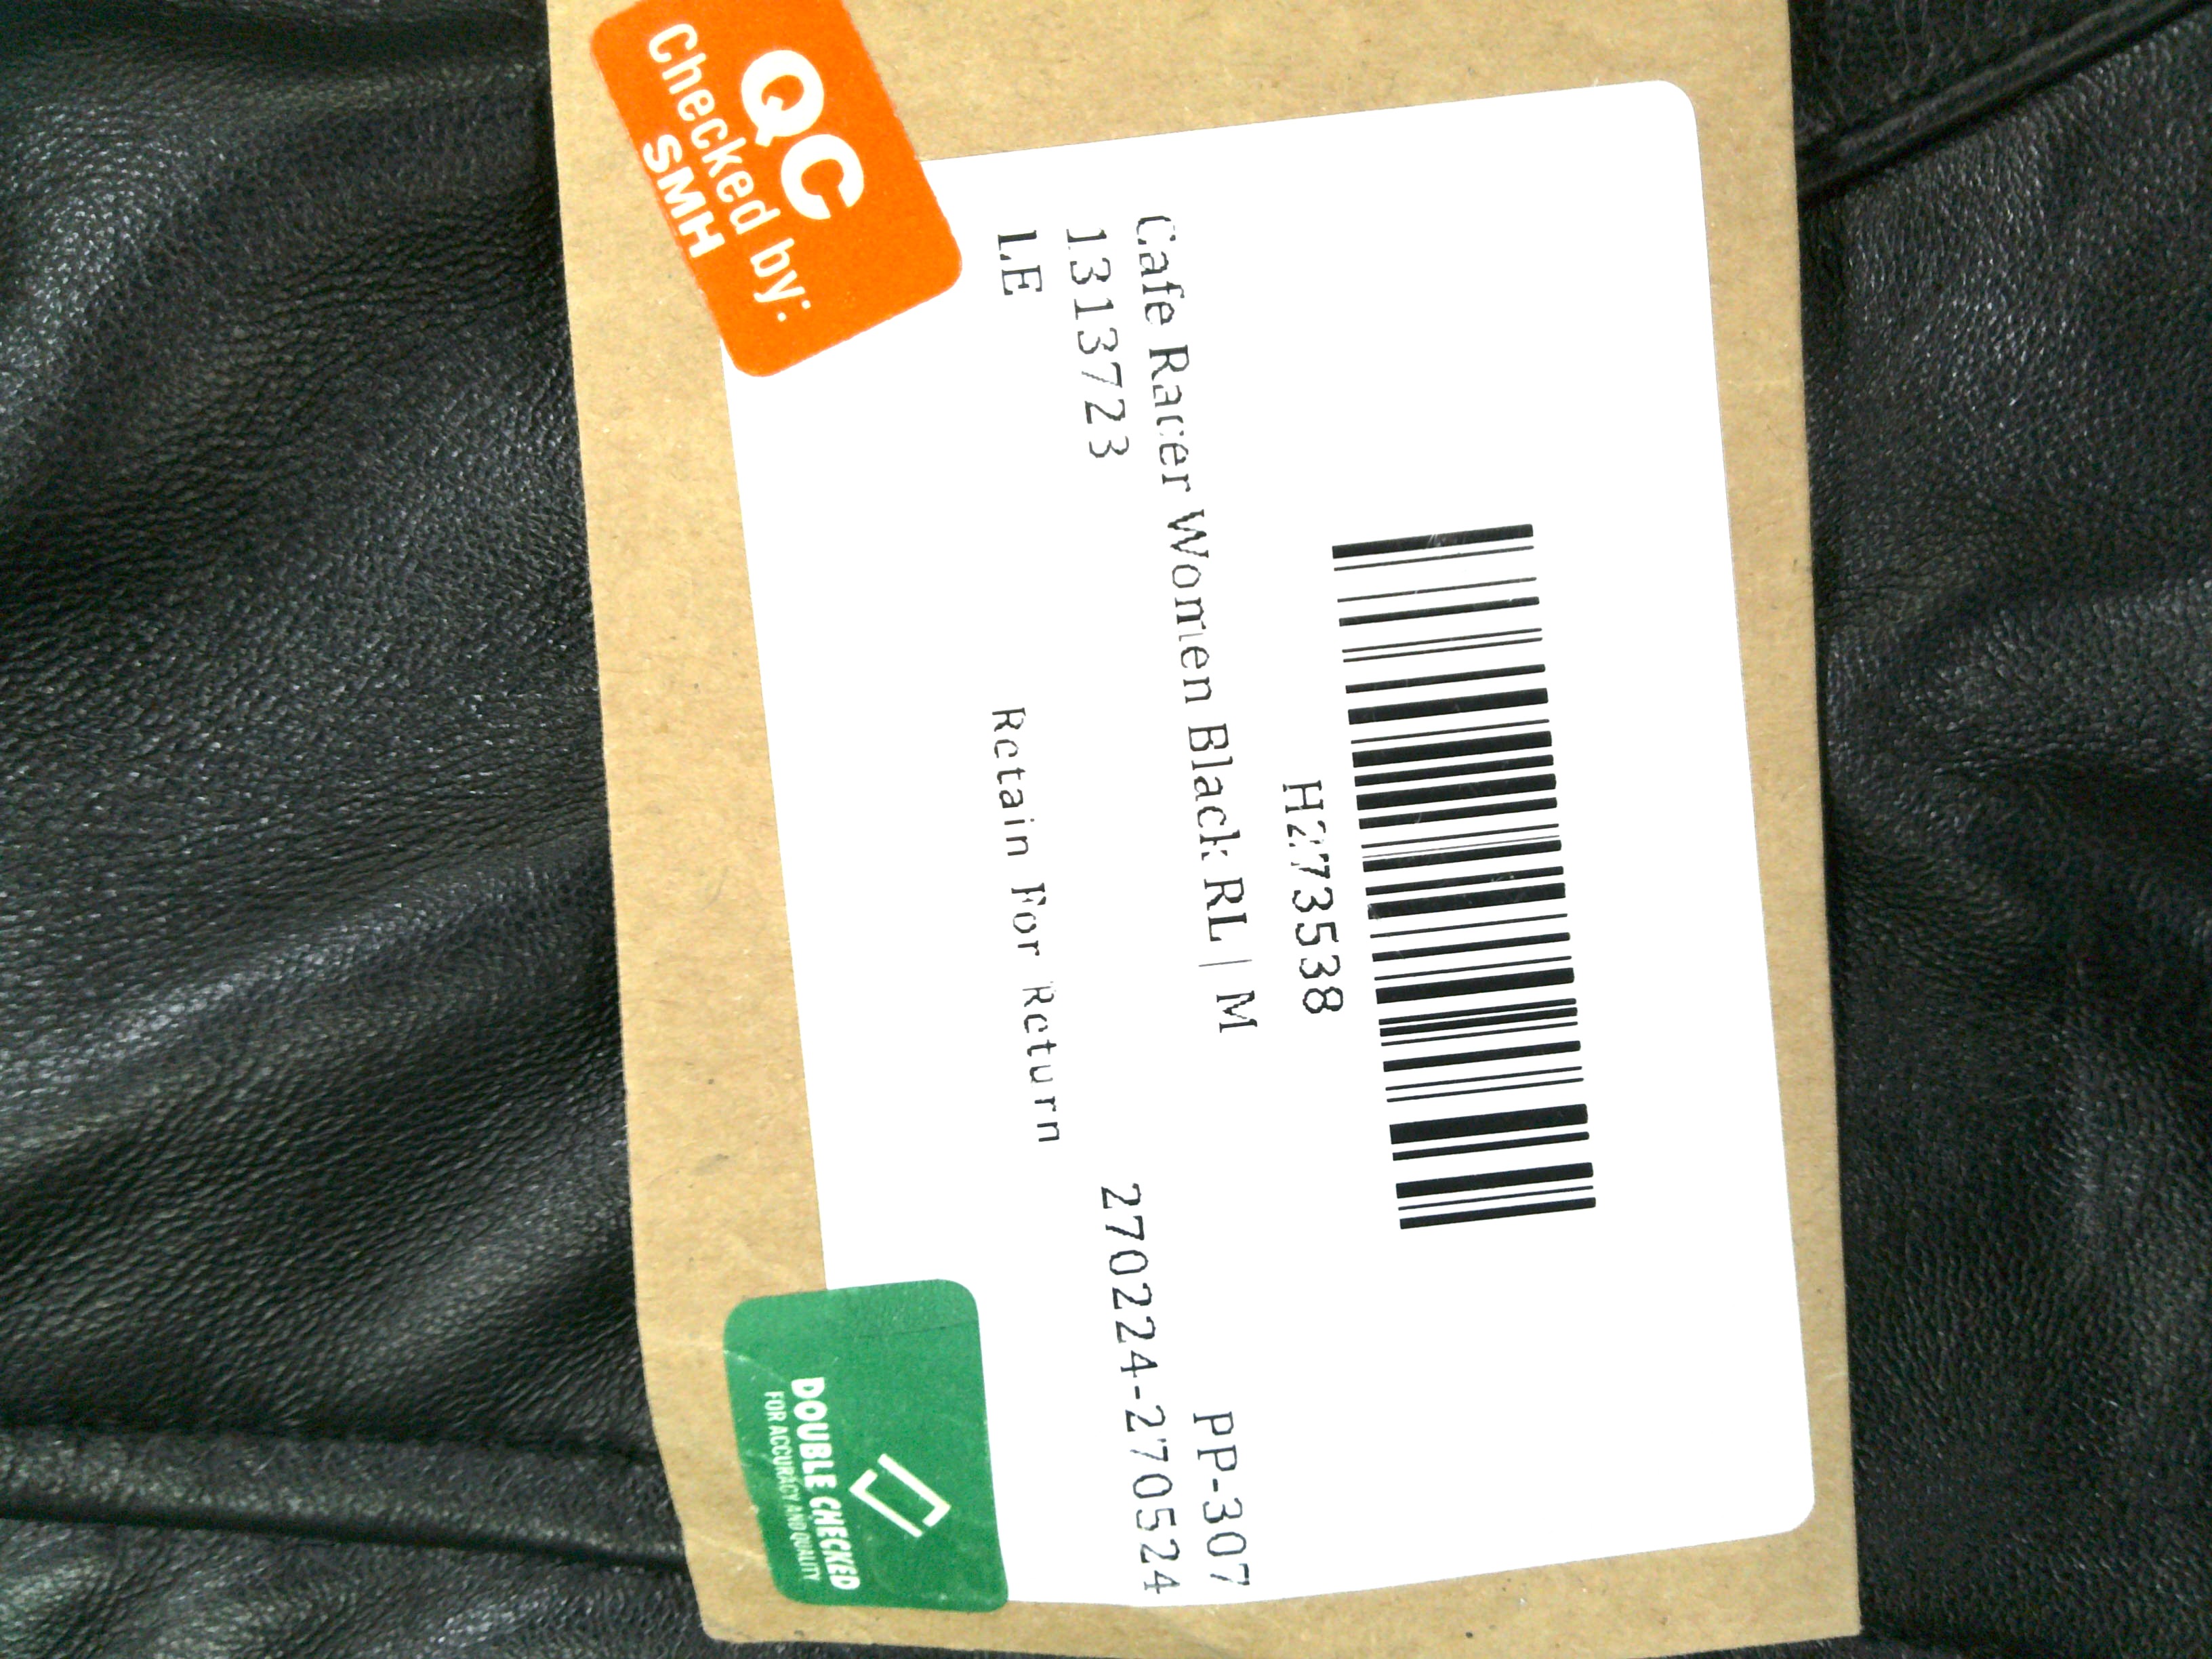 H273538
Cafe Racer Women Black RL | M
PP-307
1313723
270224-270524
LE
Retain For Return
QC
Checked by:
SMH
DOUBLE CHECKED
FOR ACCURACY AND QUALITY